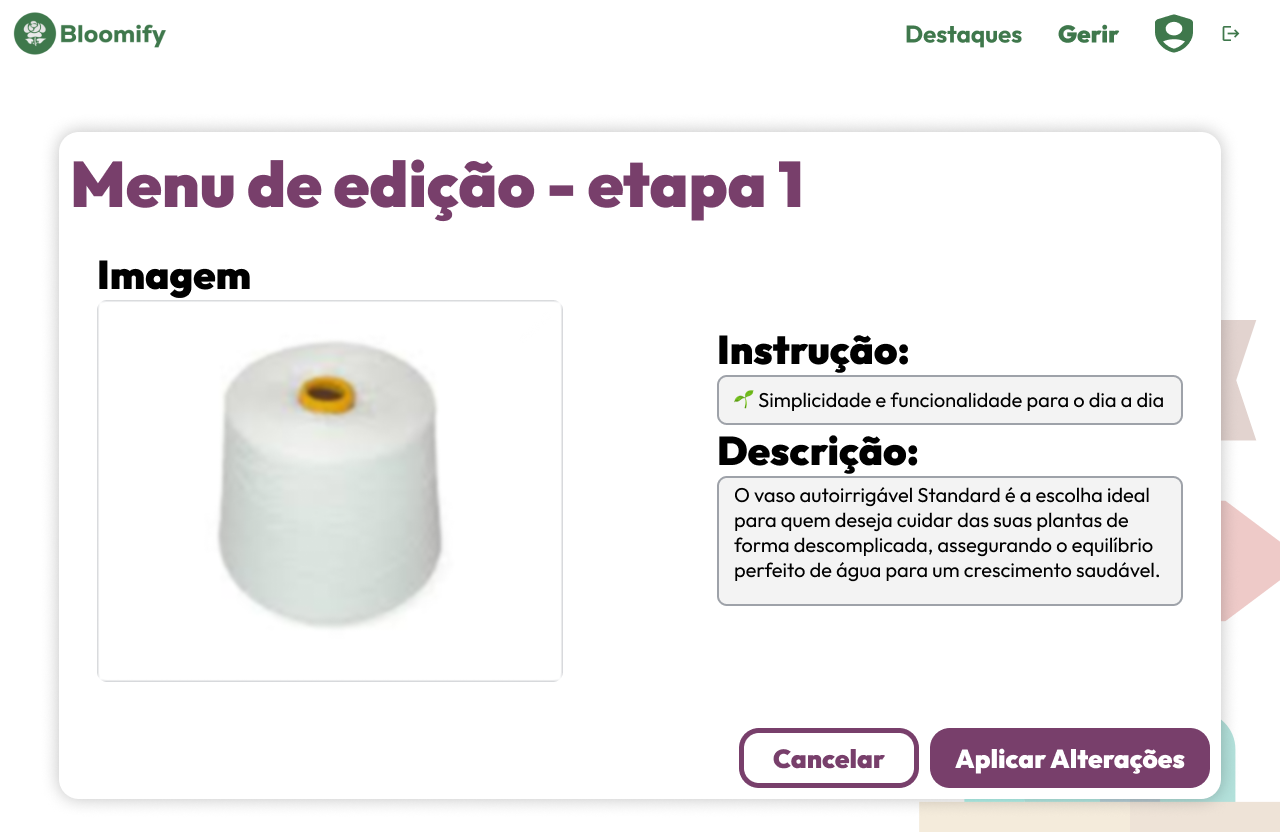 Bloomify
Destaques
Gerir
Menu de edição - etapa 1
Imagem
Instrução:
🌱 Simplicidade e funcionalidade para o dia a dia
Descrição:
O vaso autoirrigável Standard é a escolha ideal
para quem deseja cuidar das suas plantas de
forma descomplicada, assegurando o equilíbrio
perfeito de água para um crescimento saudável.
Cancelar
Aplicar Alterações